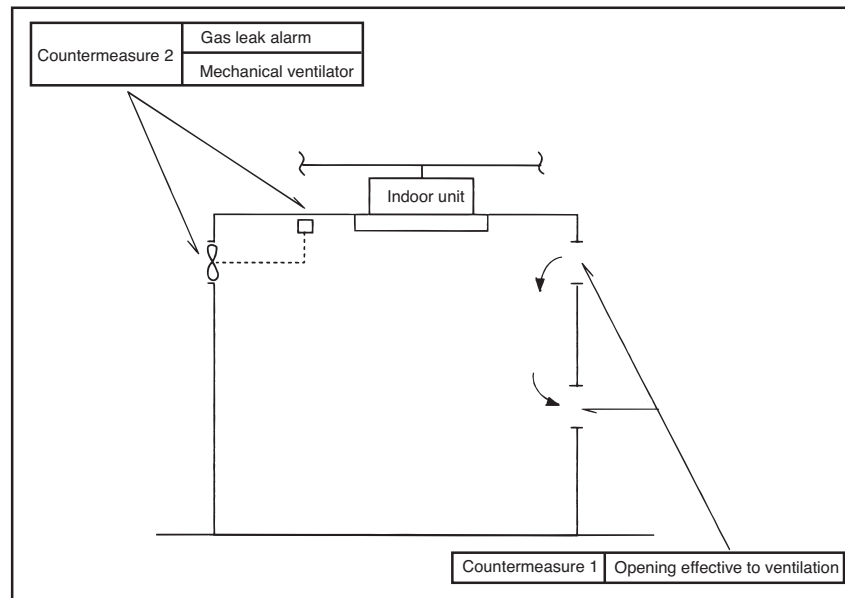 Countermeasure 2
Gas leak alarm
Mechanical ventilator
Indoor unit
Countermeasure 1
Opening effective to ventilation